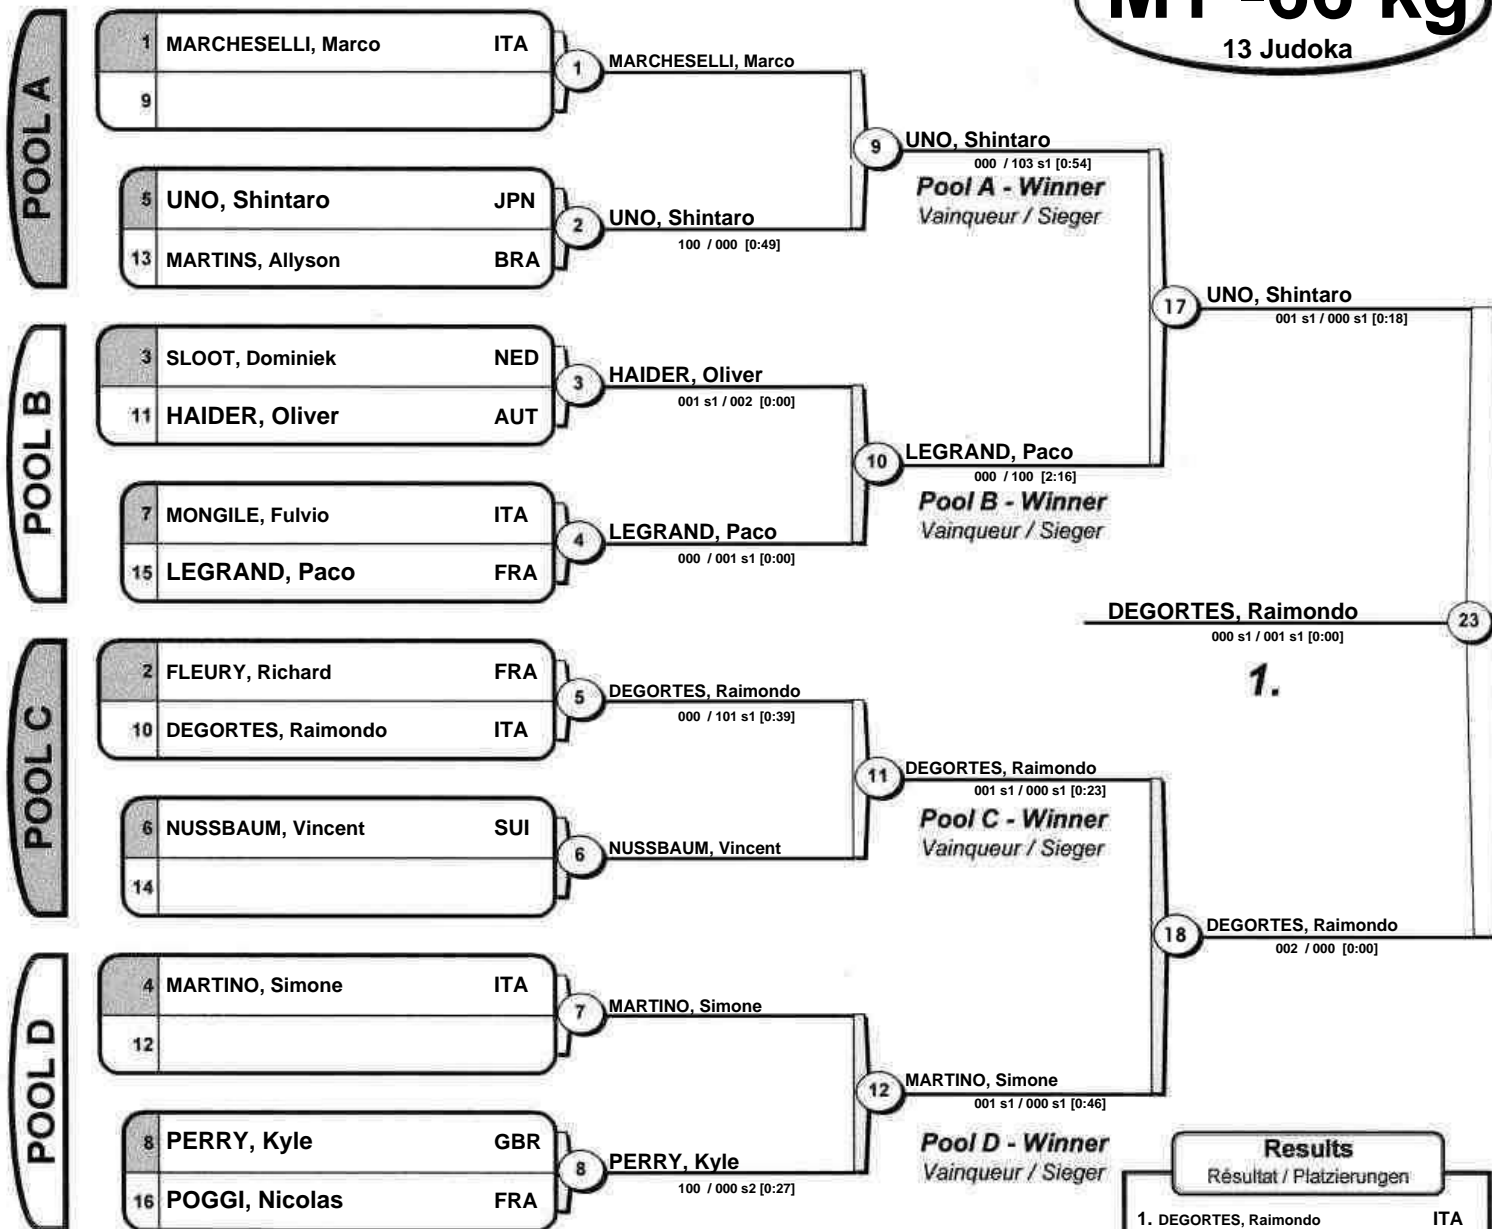 M1 -66 kg
13 Judoka
POOL A
1 MARCHESELLI, Marco ITA
9
1
MARCHESELLI, Marco
5 UNO, Shintaro JPN
13 MARTINS, Allyson BRA
2
UNO, Shintaro
100 / 000 [0:49]
9
UNO, Shintaro
000 / 103 s1 [0:54]
Pool A - Winner
Vainqueur / Sieger
POOL B
3 SLOOT, Dominiek NED
11 HAIDER, Oliver AUT
3
HAIDER, Oliver
001 s1 / 002 [0:00]
7 MONGILE, Fulvio ITA
15 LEGRAND, Paco FRA
4
LEGRAND, Paco
000 / 001 s1 [0:00]
10
LEGRAND, Paco
000 / 100 [2:16]
Pool B - Winner
Vainqueur / Sieger
17
UNO, Shintaro
001 s1 / 000 s1 [0:18]
DEGORTES, Raimondo
000 s1 / 001 s1 [0:00]
1.
23
POOL C
2 FLEURY, Richard FRA
10 DEGORTES, Raimondo ITA
5
DEGORTES, Raimondo
000 / 101 s1 [0:39]
6 NUSSBAUM, Vincent SUI
14
6
NUSSBAUM, Vincent
11
DEGORTES, Raimondo
001 s1 / 000 s1 [0:23]
Pool C - Winner
Vainqueur / Sieger
POOL D
4 MARTINO, Simone ITA
12
7
MARTINO, Simone
8 PERRY, Kyle GBR
16 POGGI, Nicolas FRA
8
PERRY, Kyle
100 / 000 s2 [0:27]
12
MARTINO, Simone
001 s1 / 000 s1 [0:46]
Pool D - Winner
Vainqueur / Sieger
18
DEGORTES, Raimondo
002 / 000 [0:00]
Results
Résultat / Platzierungen
1. DEGORTES, Raimondo ITA